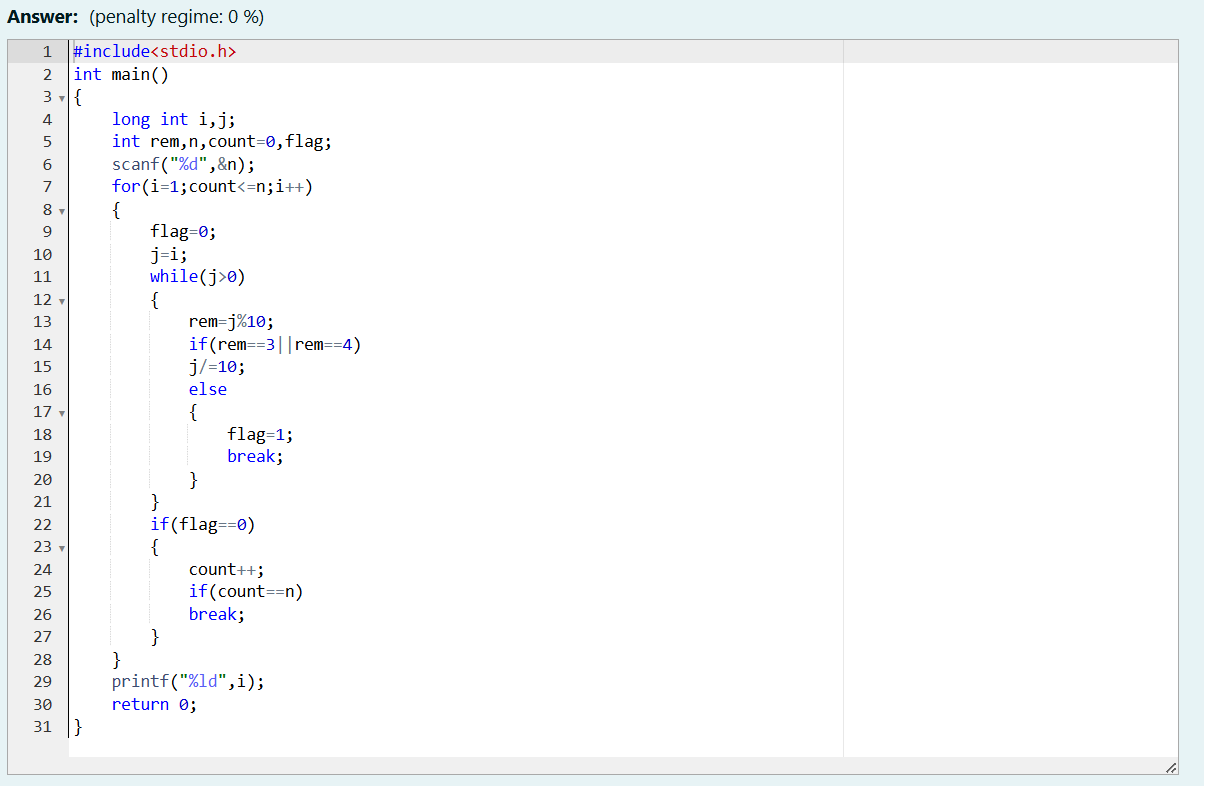 Answer: (penalty regime: 0 %)
1 #include<stdio.h>
2 int main()
3 {
4     long int i,j;
5     int rem,n,count=0,flag;
6     scanf("%d",&n);
7     for(i=1;count<=n;i++)
8     {
9         flag=0;
10         j=i;
11         while(j>0)
12         {
13             rem=j%10;
14             if(rem==3||rem==4)
15             j/=10;
16             else
17             {
18                 flag=1;
19                 break;
20             }
21         }
22         if(flag==0)
23         {
24             count++;
25             if(count==n)
26             break;
27         }
28     }
29     printf("%ld",i);
30     return 0;
31 }